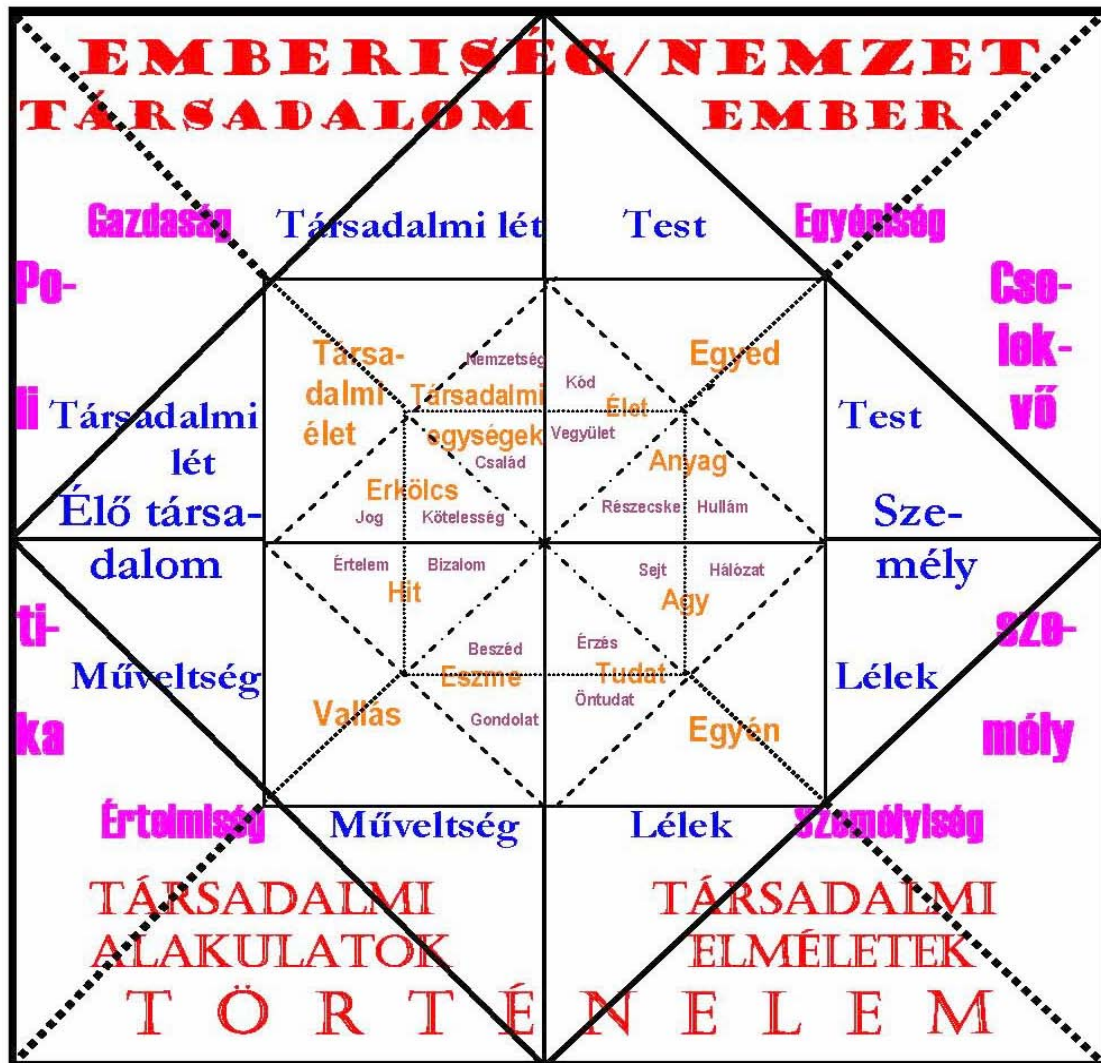 EMBERISÉG/NEMZET
TÁRSADALOM EMBER
Gazdaság Társadalmi lét Test Egyéniség
Po-
li
ti-
ka
Cse-
lek-
vő
sze-
mély
Társadalmi
lét
Test
Élő társa-
dalom
Sze-
mély
Társa-
dalmi
élet
Nemzetség
Társadalmi
egységek
Család
Kód
Élet
Vegyület
Egyed
Anyag
Erkölcs
Jog Kötelesség
Részecske Hullám
Értelem Bizalom
Hit
Sejt Hálózat
Agy
Beszéd
Eszme
Gondolat
Érzés
Tudat
Öntudat
Vallás
Egyén
Műveltség
Lélek
Értelmiség Műveltség Lélek Személyiség
TÁRSADALMI
ALAKULATOK
TÁRSADALMI
ELMÉLETEK
TÖRTÉNELEM